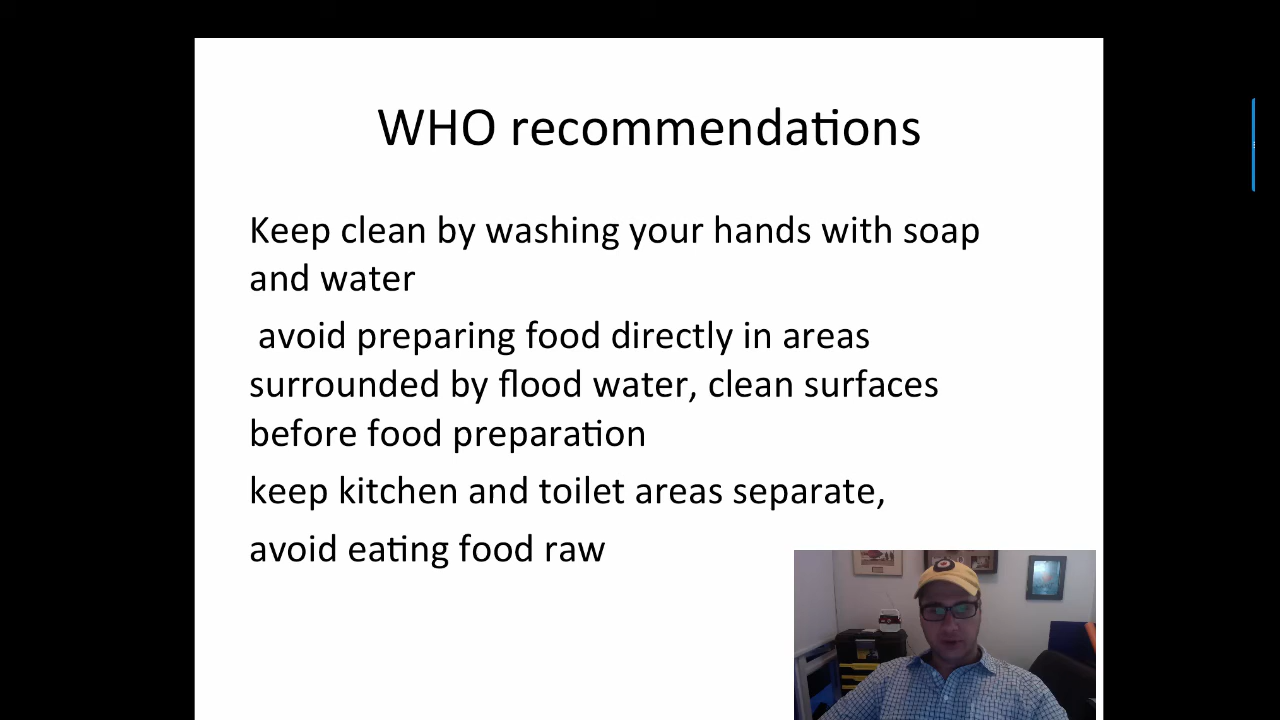 WHO recommendations
Keep clean by washing your hands with soap
and water
avoid preparing food directly in areas
surrounded by flood water, clean surfaces
before food preparation
keep kitchen and toilet areas separate,
avoid eating food raw